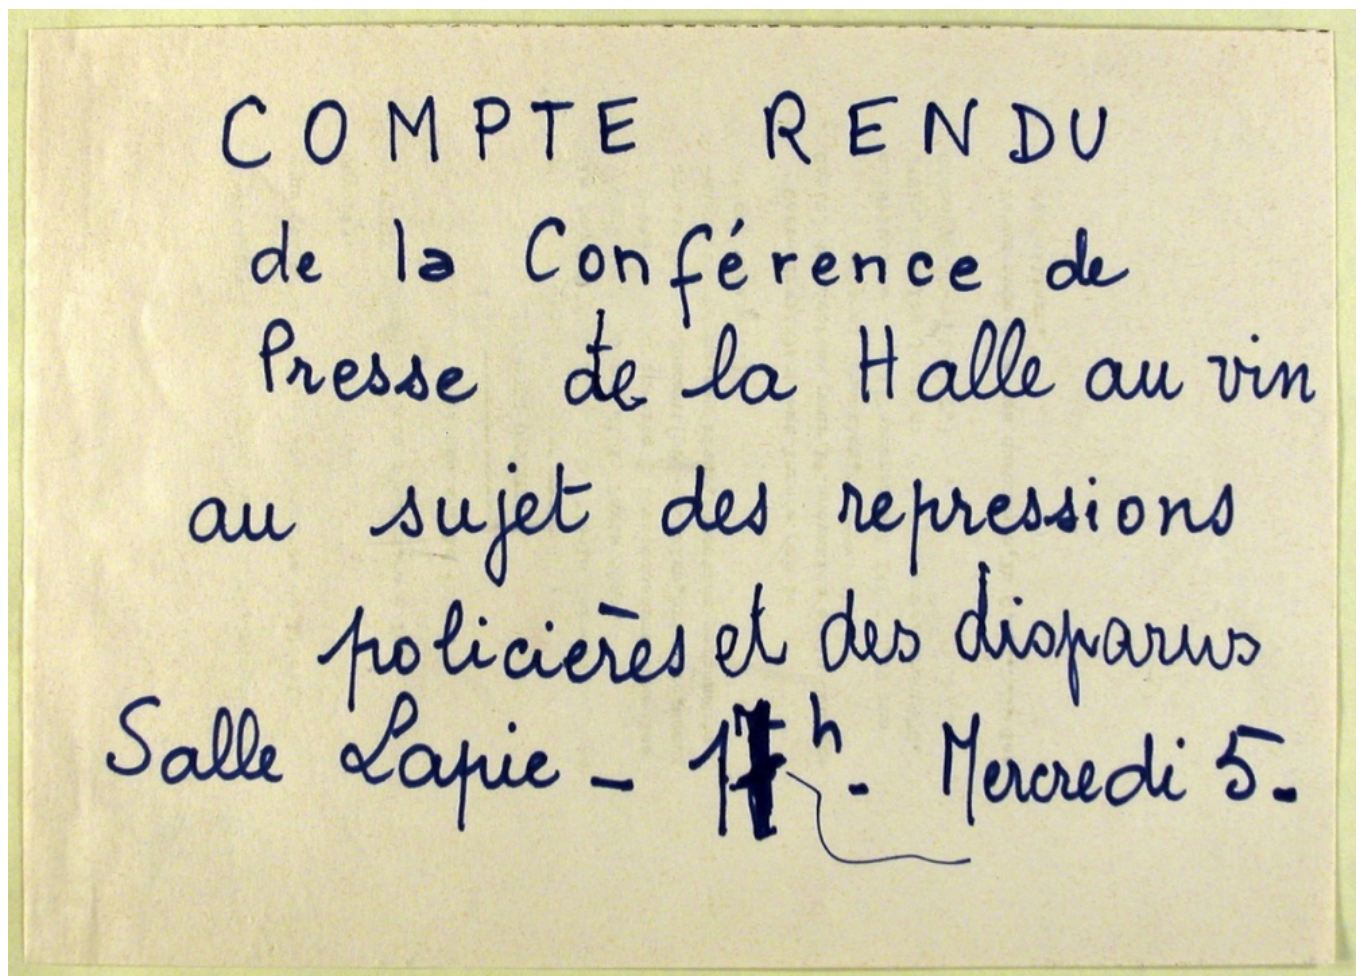 COMPTE RENDU
de la Conférence de
Presse de la Halle au vin
au sujet des repressions
policières et des disparus
Salle Lapie - 17h. Mercredi 5.